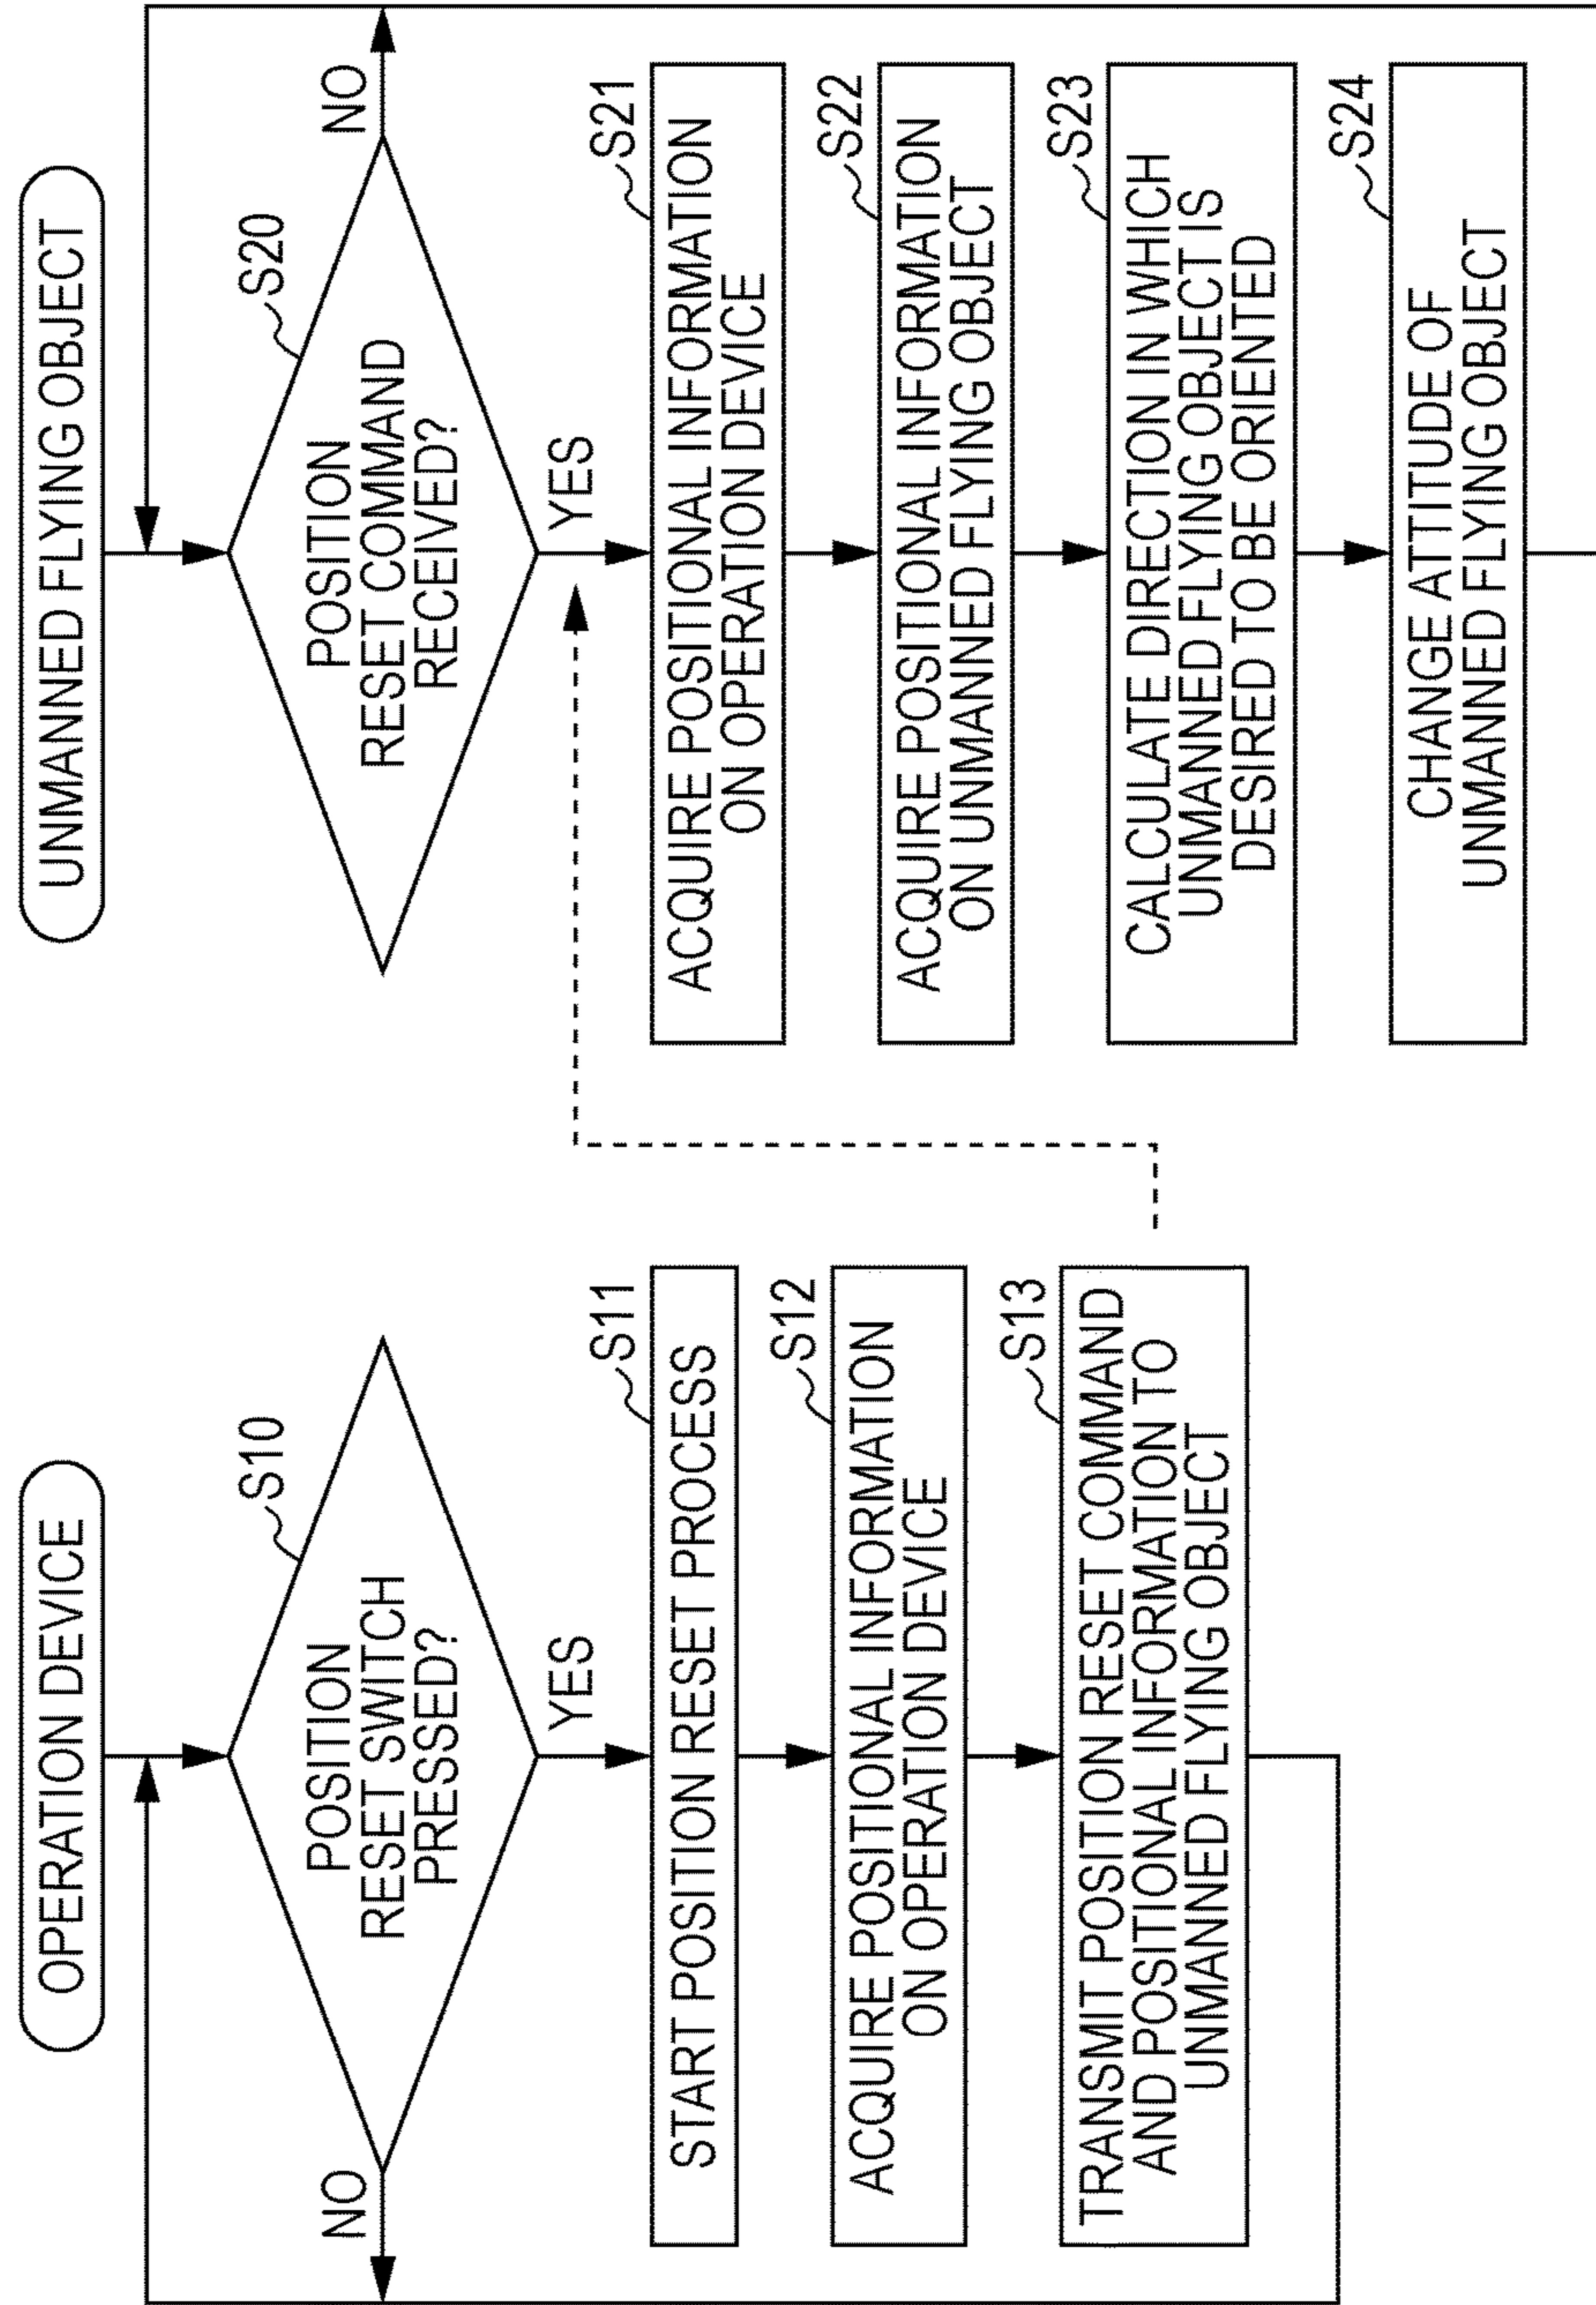 OPERATION DEVICE
S10
POSITION
RESET SWITCH
PRESSED?
NO
YES
S11
START POSITION RESET PROCESS
S12
ACQUIRE POSITIONAL INFORMATION
ON OPERATION DEVICE
S13
TRANSMIT POSITION RESET COMMAND
AND POSITIONAL INFORMATION TO
UNMANNED FLYING OBJECT
UNMANNED FLYING OBJECT
S20
POSITION
RESET COMMAND
RECEIVED?
NO
YES
S21
ACQUIRE POSITIONAL INFORMATION
ON OPERATION DEVICE
S22
ACQUIRE POSITIONAL INFORMATION
ON UNMANNED FLYING OBJECT
S23
CALCULATE DIRECTION IN WHICH
UNMANNED FLYING OBJECT IS
DESIRED TO BE ORIENTED
S24
CHANGE ATTITUDE OF
UNMANNED FLYING OBJECT